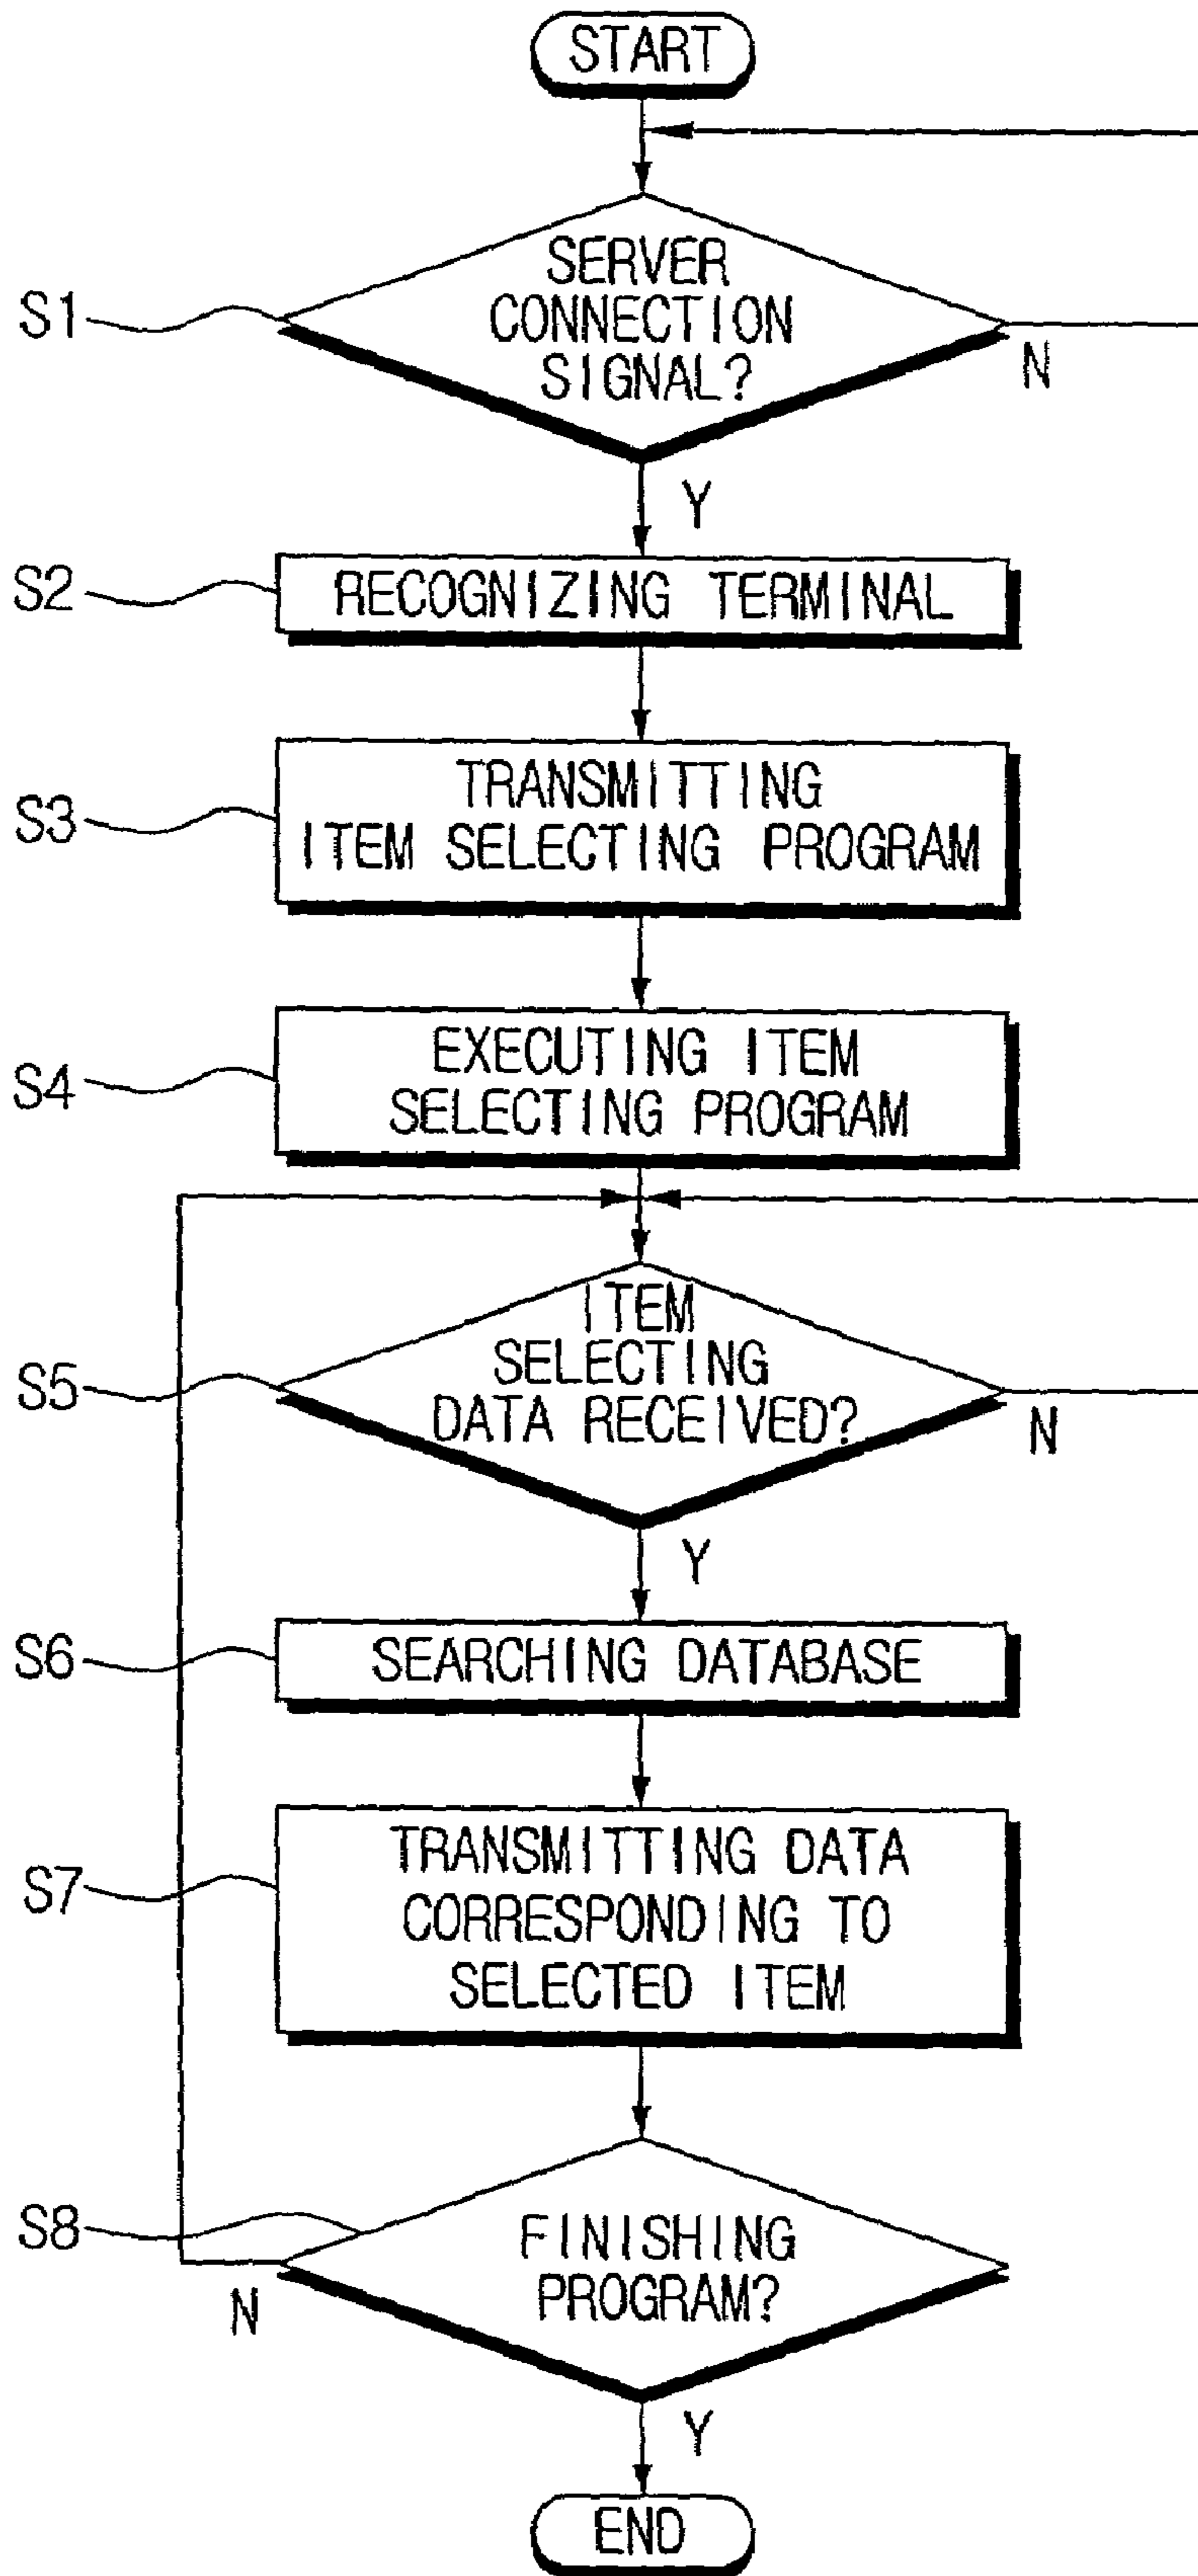 START
SERVER
CONNECTION
SIGNAL?
S1
N
Y
S2
RECOGNIZING TERMINAL
S3
TRANSMITTING
ITEM SELECTING PROGRAM
S4
EXECUTING ITEM
SELECTING PROGRAM
S5
ITEM
SELECTING
DATA RECEIVED?
N
Y
S6
SEARCHING DATABASE
S7
TRANSMITTING DATA
CORRESPONDING TO
SELECTED ITEM
S8
FINISHING
PROGRAM?
N
Y
END